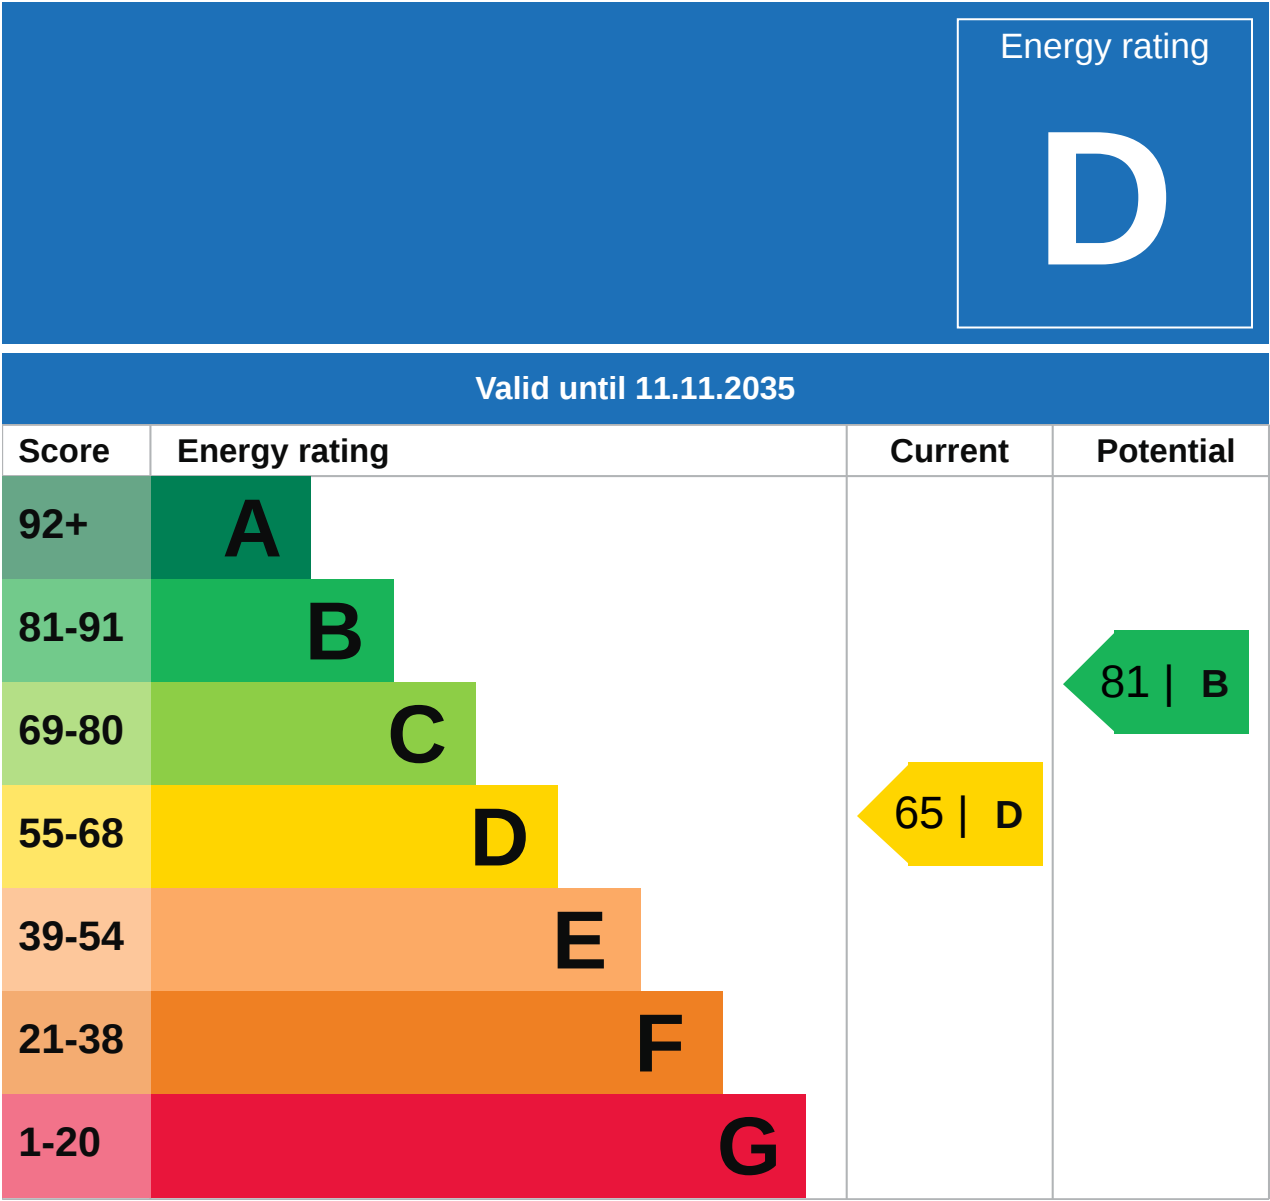 Energy rating
D
Valid until 11.11.2035
Score Energy rating Current Potential
92+ A
81-91 B
81 | B
69-80 C
65 | D
55-68 D
39-54 E
21-38 F
1-20 G